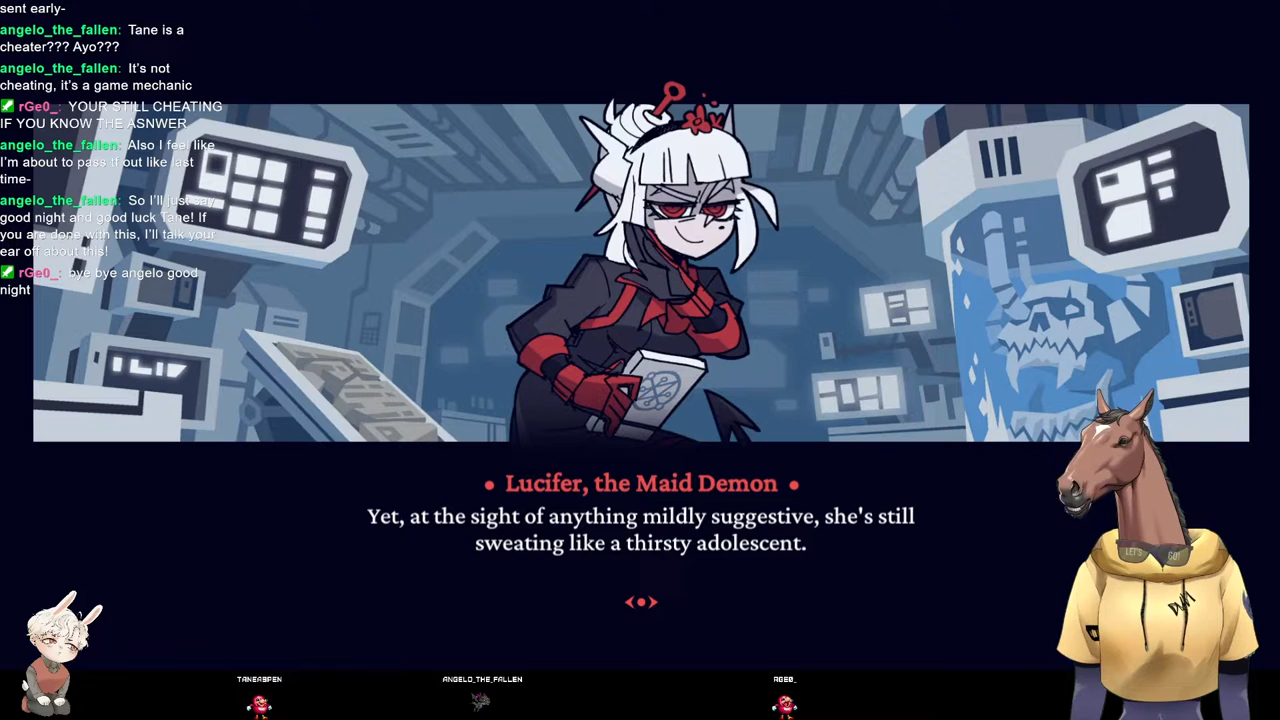 sent early-
angelo_the_fallen: Tane is a
cheater??? Ayo???
angelo_the_fallen: It's not
cheating, it's a game mechanic
rGe0_: YOUR STILL CHEATING
IF YOU KNOW THE ASNWER
angelo_the_fallen: Also I feel like
I'm about to pass tf out like last
time-
angelo_the_fallen: So I'll just say
good night and good luck Tane! If
you are done with this, I'll talk your
ear off about this!
rGe0_: bye bye angelo good
night
• Lucifer, the Maid Demon •
Yet, at the sight of anything mildly suggestive, she's still
sweating like a thirsty adolescent.
LET'S GO!
ANGELO_THE_FALLEN
RGE0_